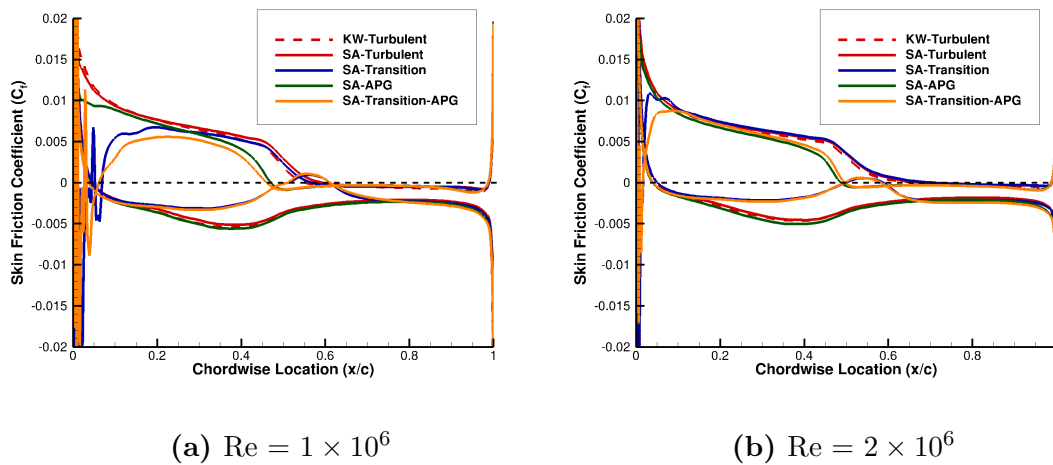 0.02
0.015
0.01
0.005
0
-0.005
-0.01
-0.015
-0.02
Skin Friction Coefficient (Cf)
KW-Turbulent
SA-Turbulent
SA-Transition
SA-APG
SA-Transition-APG
0 0.2 0.4 0.6 0.8 1
Chordwise Location (x/c)
(a) Re = 1 × 10^6
0.02
0.015
0.01
0.005
0
-0.005
-0.01
-0.015
-0.02
Skin Friction Coefficient (Cf)
KW-Turbulent
SA-Turbulent
SA-Transition
SA-APG
SA-Transition-APG
0 0.2 0.4 0.6 0.8
Chordwise Location (x/c)
(b) Re = 2 × 10^6